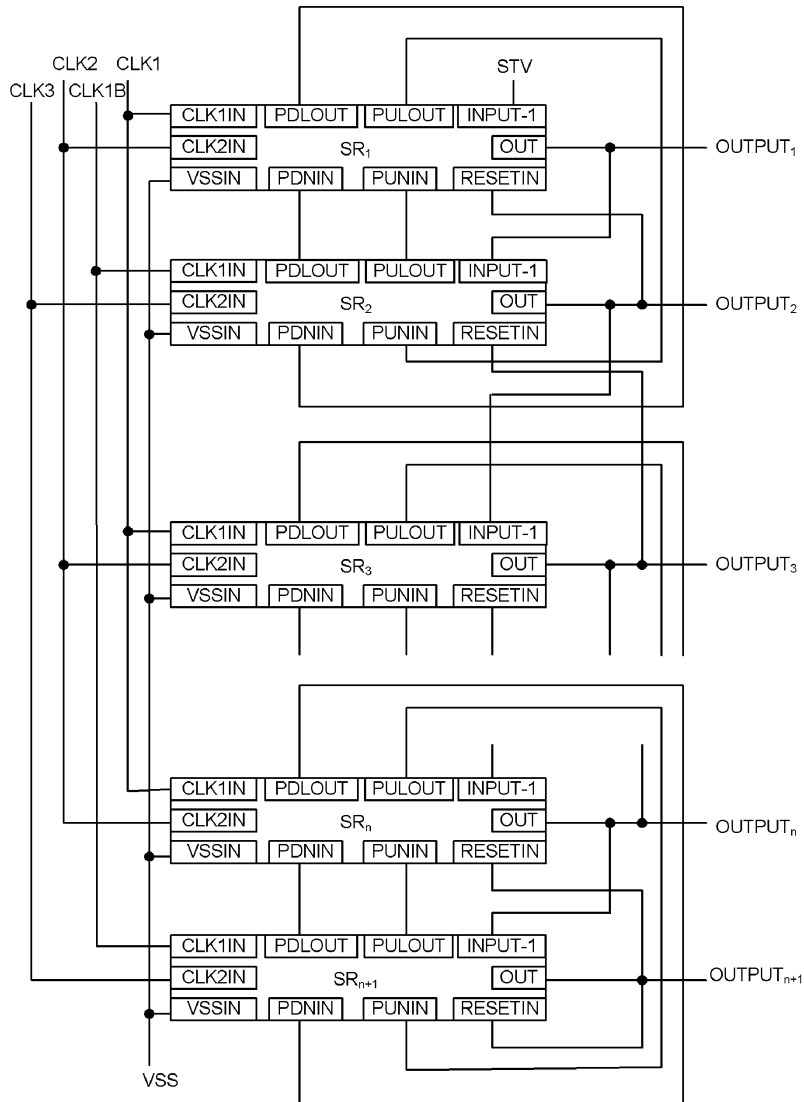 CLK2 CLK1
CLK3 CLK1B
STV
CLK1IN PDLOUT PULOUT INPUT-1
CLK2IN SR1 OUT OUTPUT1
VSSIN PDNIN PUNIN RESETIN
CLK1IN PDLOUT PULOUT INPUT-1
CLK2IN SR2 OUT OUTPUT2
VSSIN PDNIN PUNIN RESETIN
CLK1IN PDLOUT PULOUT INPUT-1
CLK2IN SR3 OUT OUTPUT3
VSSIN PDNIN PUNIN RESETIN
CLK1IN PDLOUT PULOUT INPUT-1
CLK2IN SRn OUT OUTPUTn
VSSIN PDNIN PUNIN RESETIN
CLK1IN PDLOUT PULOUT INPUT-1
CLK2IN SRn+1 OUT OUTPUTn+1
VSSIN PDNIN PUNIN RESETIN
VSS